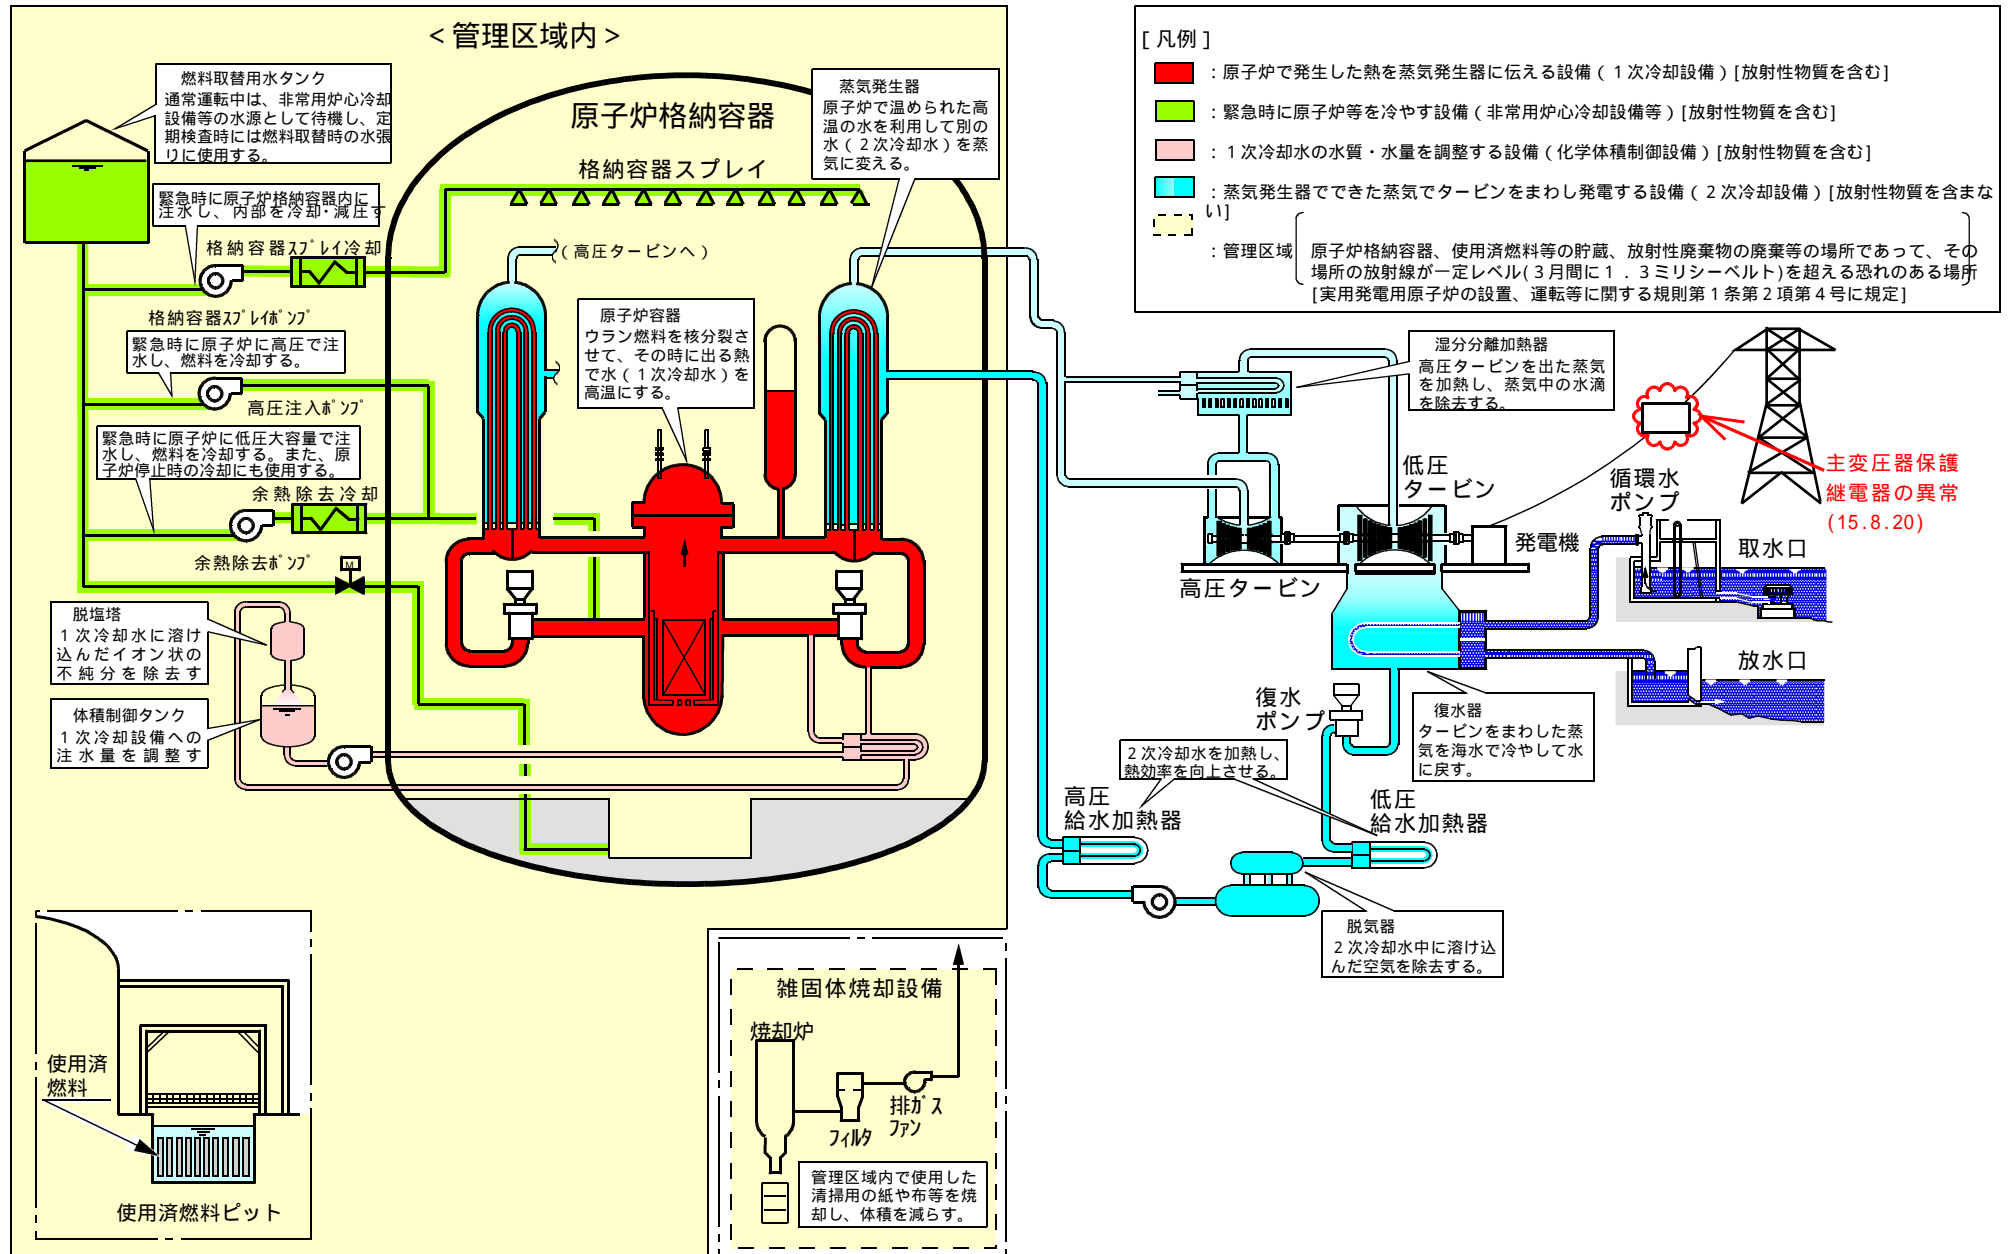 ＜管理区域内＞
燃料取替用水タンク
通常運転中は、非常用炉心冷却
設備等の水源として待機し、定
期検査時には燃料取替時の水張
りに使用する。
緊急時に原子炉格納容器内に
注水し、内部を冷却・減圧す
格納容器ｽﾌﾟﾚｲ冷却
格納容器ｽﾌﾟﾚｲﾎﾟﾝﾌﾟ
緊急時に原子炉に高圧で注
水し、燃料を冷却する。
高圧注入ﾎﾟﾝﾌﾟ
緊急時に原子炉に低圧大容量で注
水し、燃料を冷却する。また、原
子炉停止時の冷却にも使用する。
余熱除去冷却
余熱除去ﾎﾟﾝﾌﾟ
M
脱塩塔
１次冷却水に溶け
込んだイオン状の
不純分を除去す
体積制御タンク
１次冷却設備への
注水量を調整す
原子炉格納容器
格納容器スプレイ
（高圧タービンへ）
蒸気発生器
原子炉で温められた高
温の水を利用して別の
水（２次冷却水）を蒸
気に変える。
原子炉容器
ウラン燃料を核分裂さ
せて、その時に出る熱
で水（１次冷却水）を
高温にする。
[凡例]
：原子炉で発生した熱を蒸気発生器に伝える設備（１次冷却設備）[放射性物質を含む]
：緊急時に原子炉等を冷やす設備（非常用炉心冷却設備等）[放射性物質を含む]
：１次冷却水の水質・水量を調整する設備（化学体積制御設備）[放射性物質を含む]
：蒸気発生器でできた蒸気でタービンをまわし発電する設備（２次冷却設備）[放射性物質を含まな
い]
：管理区域 原子炉格納容器、使用済燃料等の貯蔵、放射性廃棄物の廃棄等の場所であって、その
場所の放射線が一定レベル(３月間に１．３ミリシーベルト)を超える恐れのある場所
[実用発電用原子炉の設置、運転等に関する規則第１条第２項第４号に規定]
湿分分離加熱器
高圧タービンを出た蒸気
を加熱し、蒸気中の水滴
を除去する。
低圧
タービン
高圧タービン
発電機
主変圧器保護
継電器の異常
(15.8.20)
循環水
ポンプ
取水口
放水口
復水
ポンプ
復水器
タービンをまわした蒸
気を海水で冷やして水
に戻す。
２次冷却水を加熱し、
熱効率を向上させる。
高圧
給水加熱器
低圧
給水加熱器
脱気器
２次冷却水中に溶け込
んだ空気を除去する。
使用済
燃料
使用済燃料ピット
雑固体焼却設備
焼却炉
ﾌｨﾙﾀ
排ｶﾞｽ
ﾌｧﾝ
管理区域内で使用した
清掃用の紙や布等を焼
却し、体積を減らす。